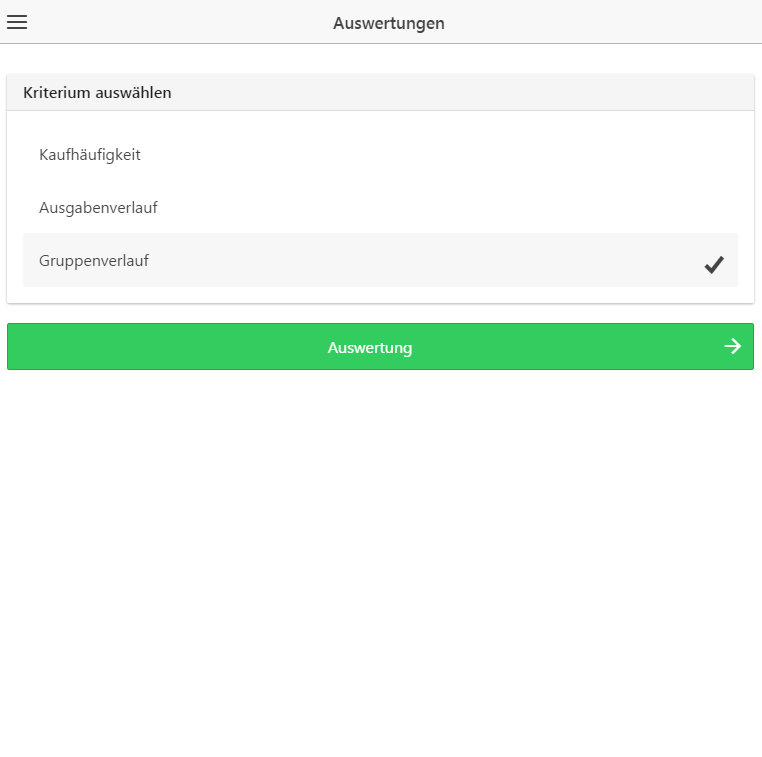 Auswertungen
Kriterium auswählen
Kaufhäufigkeit
Ausgabenverlauf
Gruppenverlauf
Auswertung